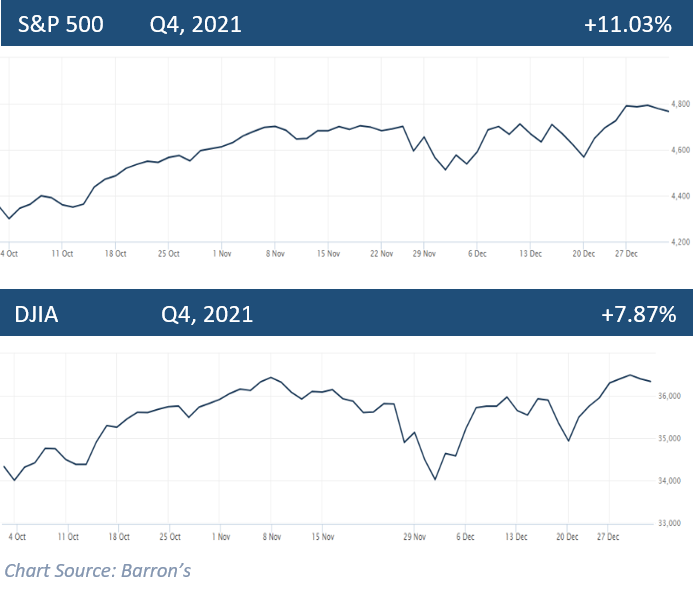 S&P 500 Q4, 2021 +11.03%
4,800
4,600
4,400
4,200
4 Oct 11 Oct 18 Oct 25 Oct 1 Nov 8 Nov 15 Nov 22 Nov 29 Nov 6 Dec 13 Dec 20 Dec 27 Dec
DJIA Q4, 2021 +7.87%
36,000
35,000
34,000
33,000
4 Oct 11 Oct 18 Oct 25 Oct 1 Nov 8 Nov 15 Nov 29 Nov 6 Dec 13 Dec 20 Dec 27 Dec
Chart Source: Barron’s